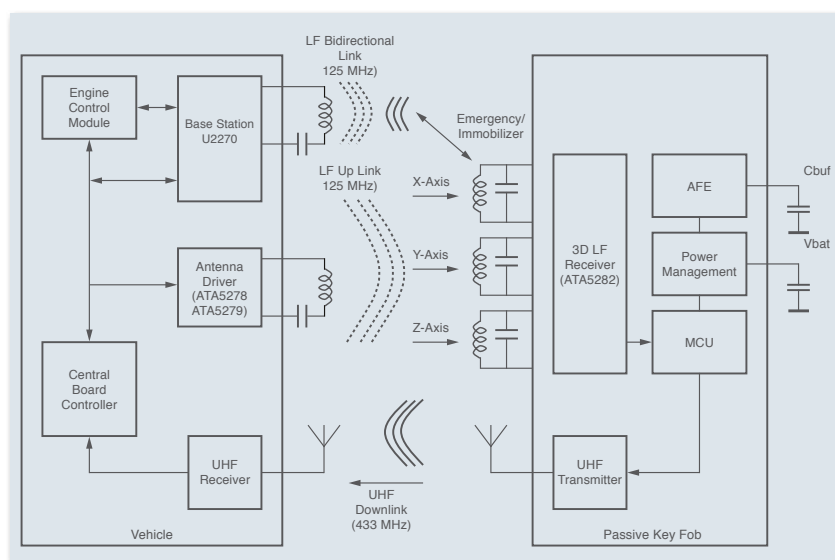 LF Bidirectional
Link
125 MHz)
Engine
Control
Module
Base Station
U2270
Emergency/
Immobilizer
LF Up Link
125 MHz)
X-Axis
AFE
Cbuf
Y-Axis
3D LF
Receiver
(ATA5282)
Power
Management
Vbat
Antenna
Driver
(ATA5278
ATA5279)
Z-Axis
MCU
Central
Board
Controller
UHF
Receiver
UHF
Transmitter
UHF
Downlink
(433 MHz)
Vehicle
Passive Key Fob